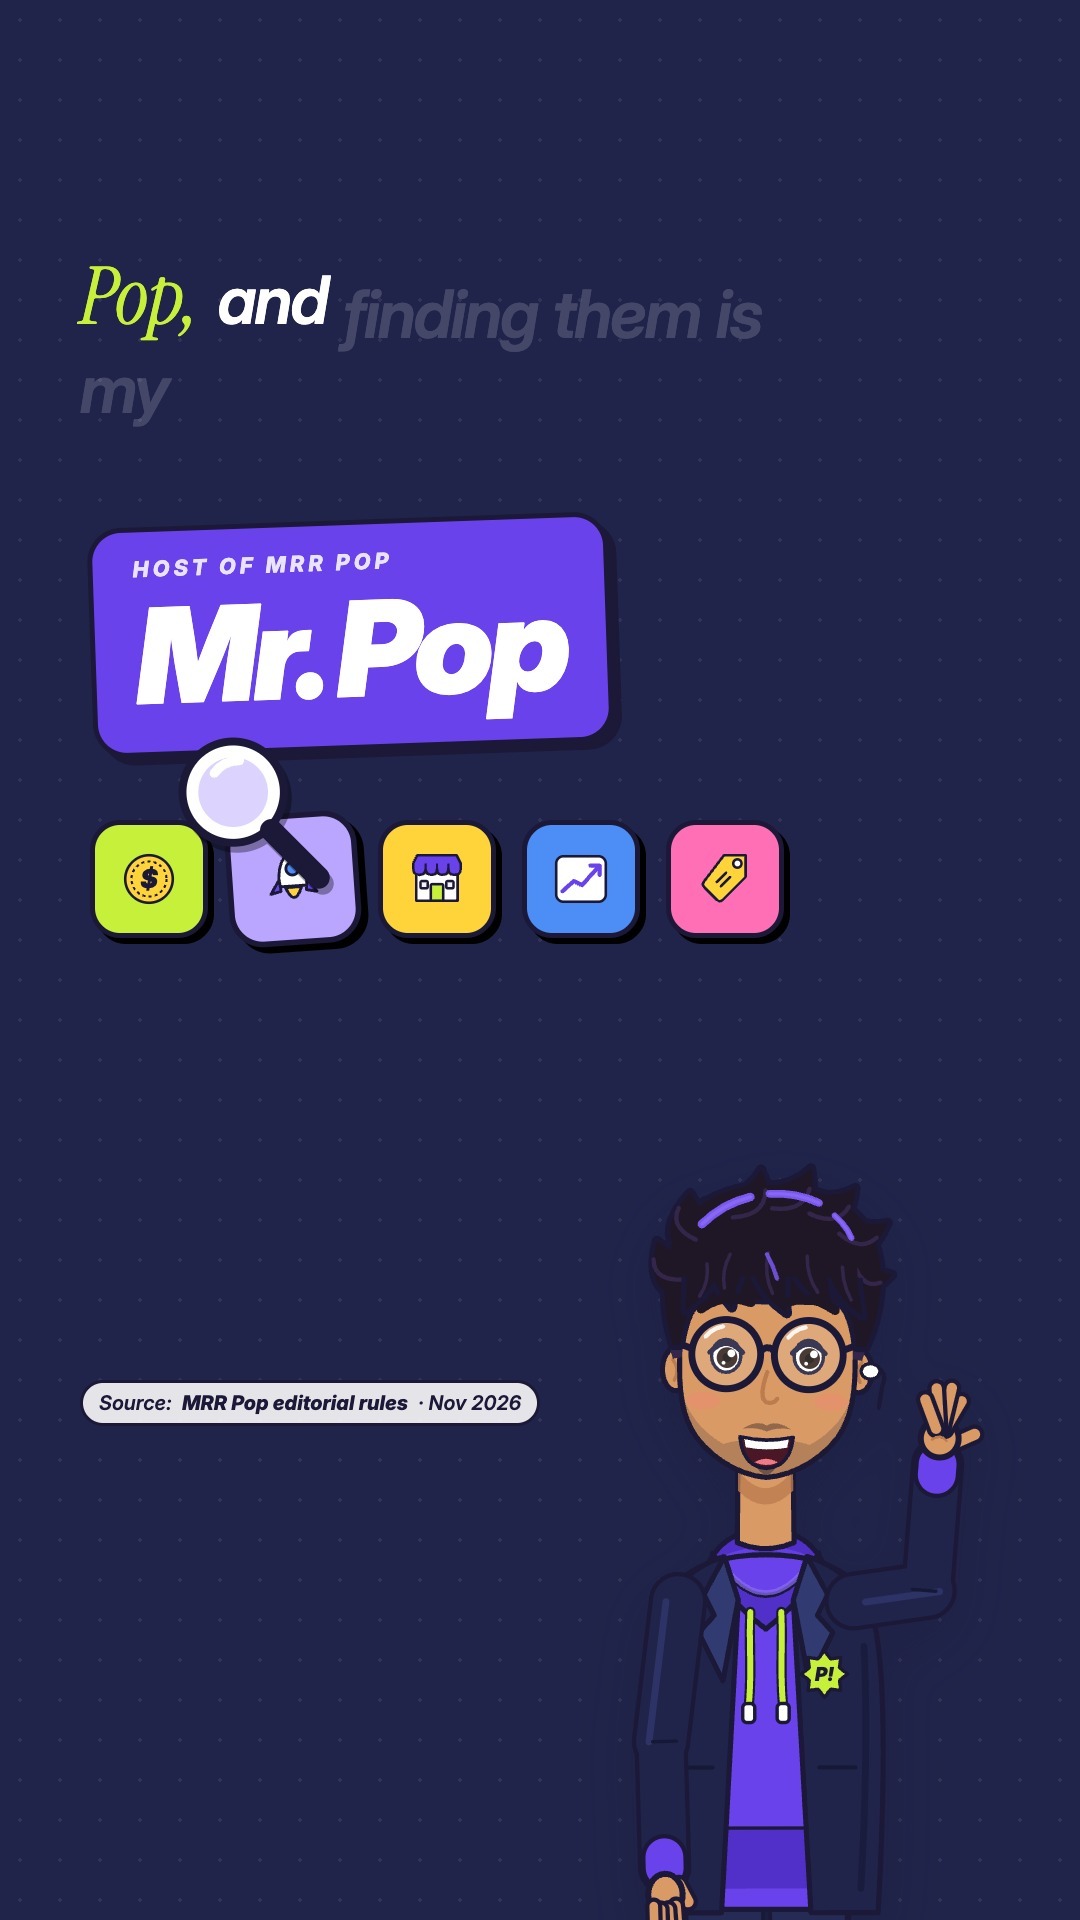 Pop, and finding them is
my
HOST OF MRR POP
Mr. Pop
$
Source: MRR Pop editorial rules · Nov 2026
P!